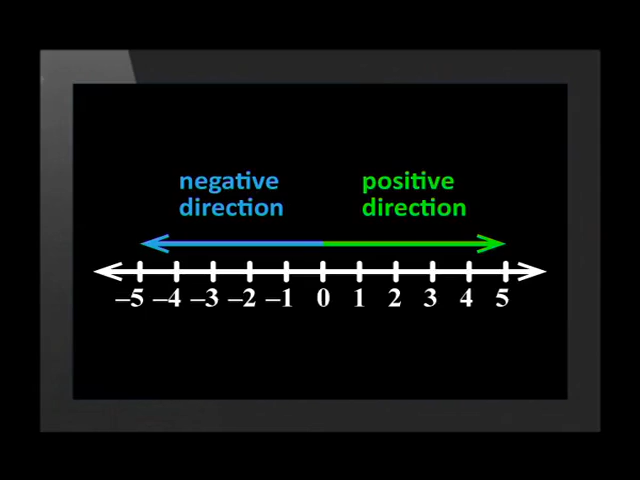 negative positive
direction direction
–5 –4 –3 –2 –1 0 1 2 3 4 5